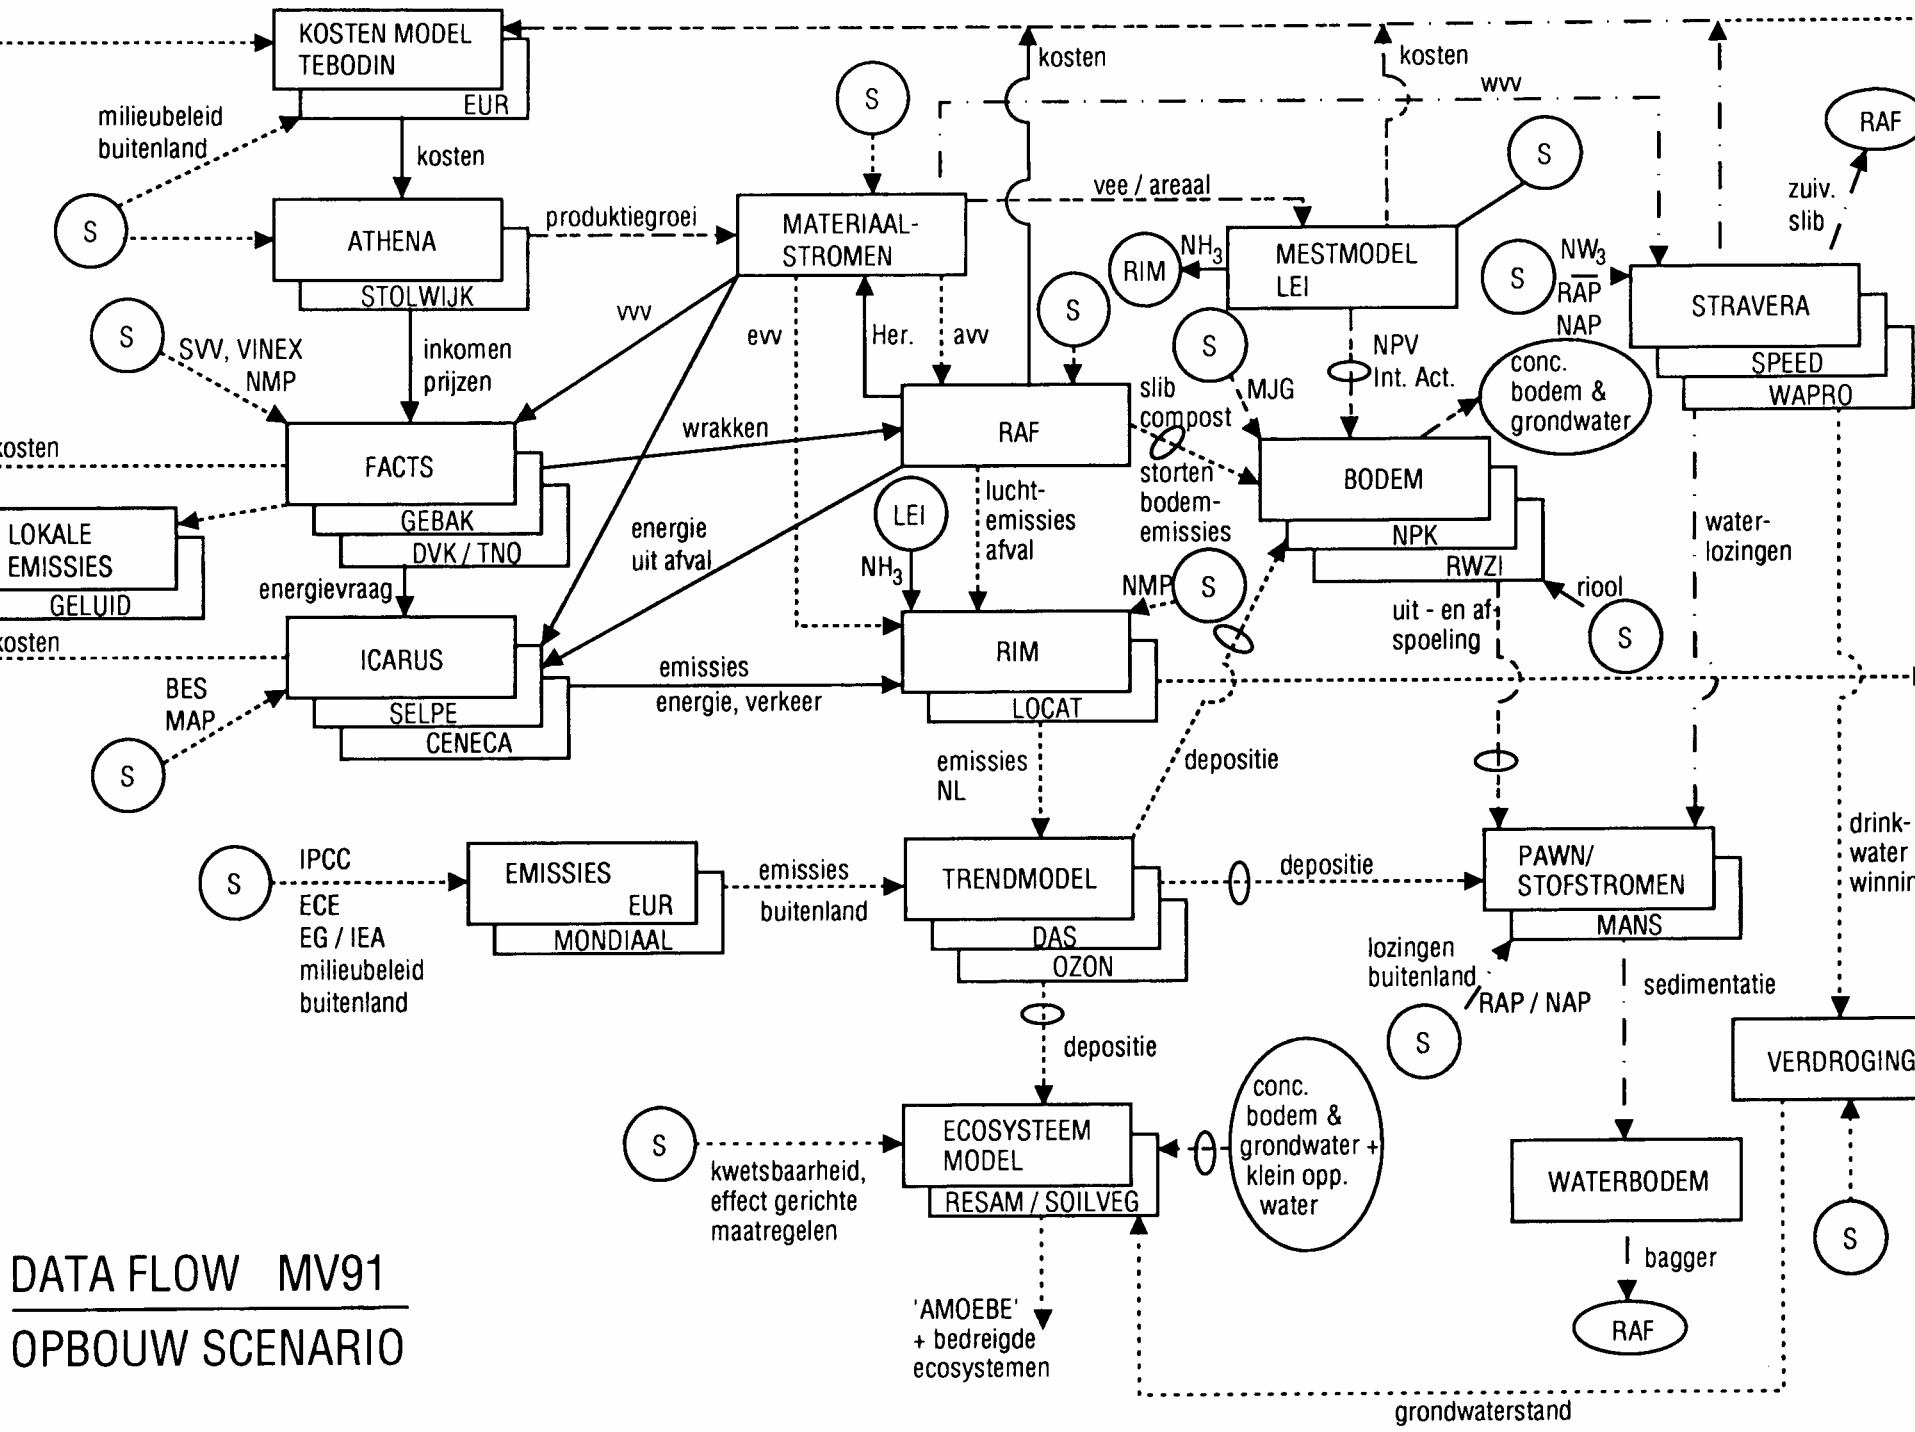 KOSTEN MODEL
TEBODIN
EUR
kosten
kosten
wvv
S
RAF
milieubeleid
buitenland
kosten
S
zuiv.
slib
S
ATHENA
STOLWIJK
produktiegroei
MATERIAAL-
STROMEN
vee / areaal
RIM
NH3
MESTMODEL
LEI
S
NW3
RAP
NAP
STRAVERA
SPEED
WAPRO
S
SVV, VINEX
NMP
inkomen
prijzen
vvv
evv
Her.
avv
S
S
MJG
NPV
Int. Act.
conc.
bodem &
grondwater
kosten
FACTS
GEBAK
DVK / TNO
wrakken
RAF
slib
compost
storten
bodem-
emissies
BODEM
NPK
RWZI
water-
lozingen
LOKALE
EMISSIES
GELUID
energievraag
energie
uit afval
LEI
NH3
lucht-
emissies
afval
NMP
S
riool
S
uit - en af-
spoeling
kosten
ICARUS
SELPE
CENECA
BES
MAP
S
emissies
energie, verkeer
RIM
LOCAT
emissies
NL
depositie
S
IPCC
ECE
EG / IEA
milieubeleid
buitenland
EMISSIES
EUR
MONDIAAL
emissies
buitenland
TRENDMODEL
DAS
OZON
depositie
PAWN/
STOFSTROMEN
MANS
drink-
water
winnin
lozingen
buitenland
RAP / NAP
S
sedimentatie
depositie
VERDROGING
S
kwetsbaarheid,
effect gerichte
maatregelen
ECOSYSTEEM
MODEL
RESAM / SOILVEG
conc.
bodem &
grondwater +
klein opp.
water
WATERBODEM
S
bagger
RAF
'AMOEBE'
+ bedreigde
ecosystemen
grondwaterstand
DATA FLOW MV91
OPBOUW SCENARIO